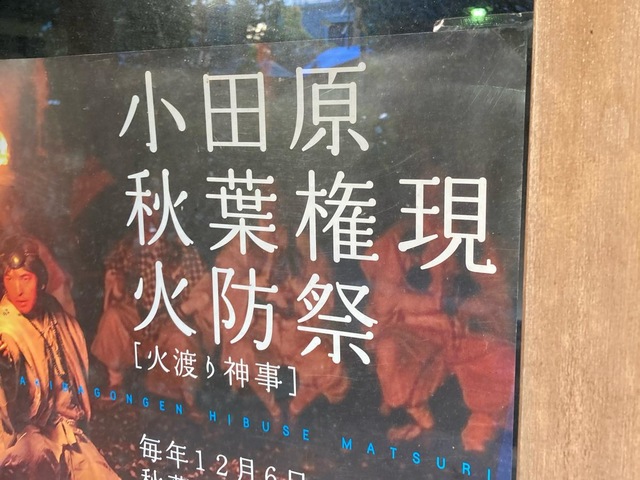 小田原
秋葉権現
火防祭
[火渡り神事]
GONGEN HIBUSE MATSURI
毎年12月6日